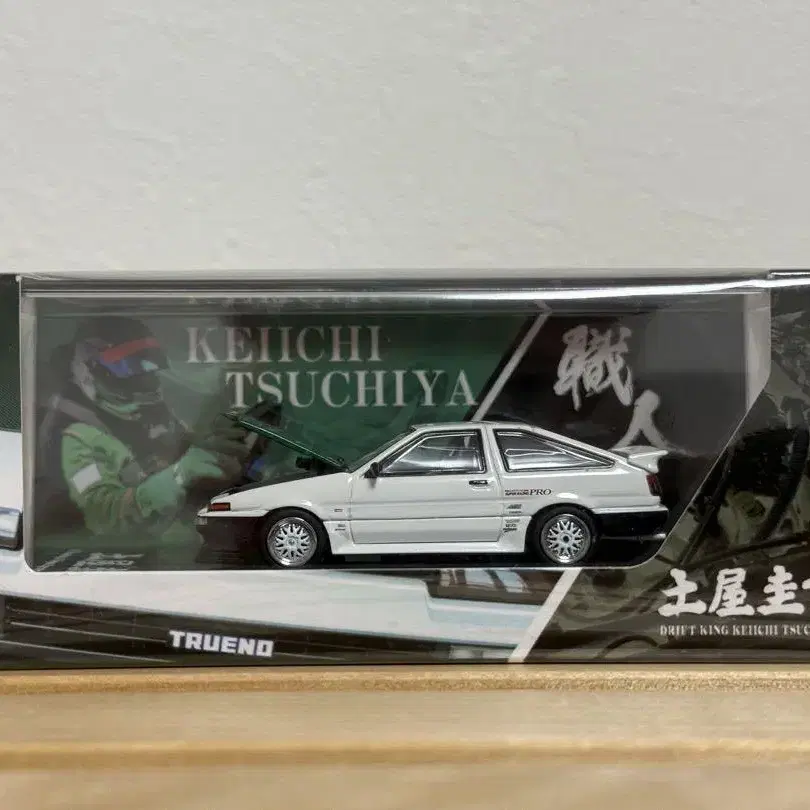 KEIICHI
TSUCHIYA
職人
PRO
TRUENO
土屋圭
DRIFT KING KEIICHI TSUC